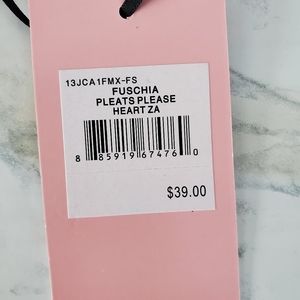 13JCA1FMX-FS
FUSCHIA
PLEATS PLEASE
HEART ZA
8 85919 67476 0
$39.00